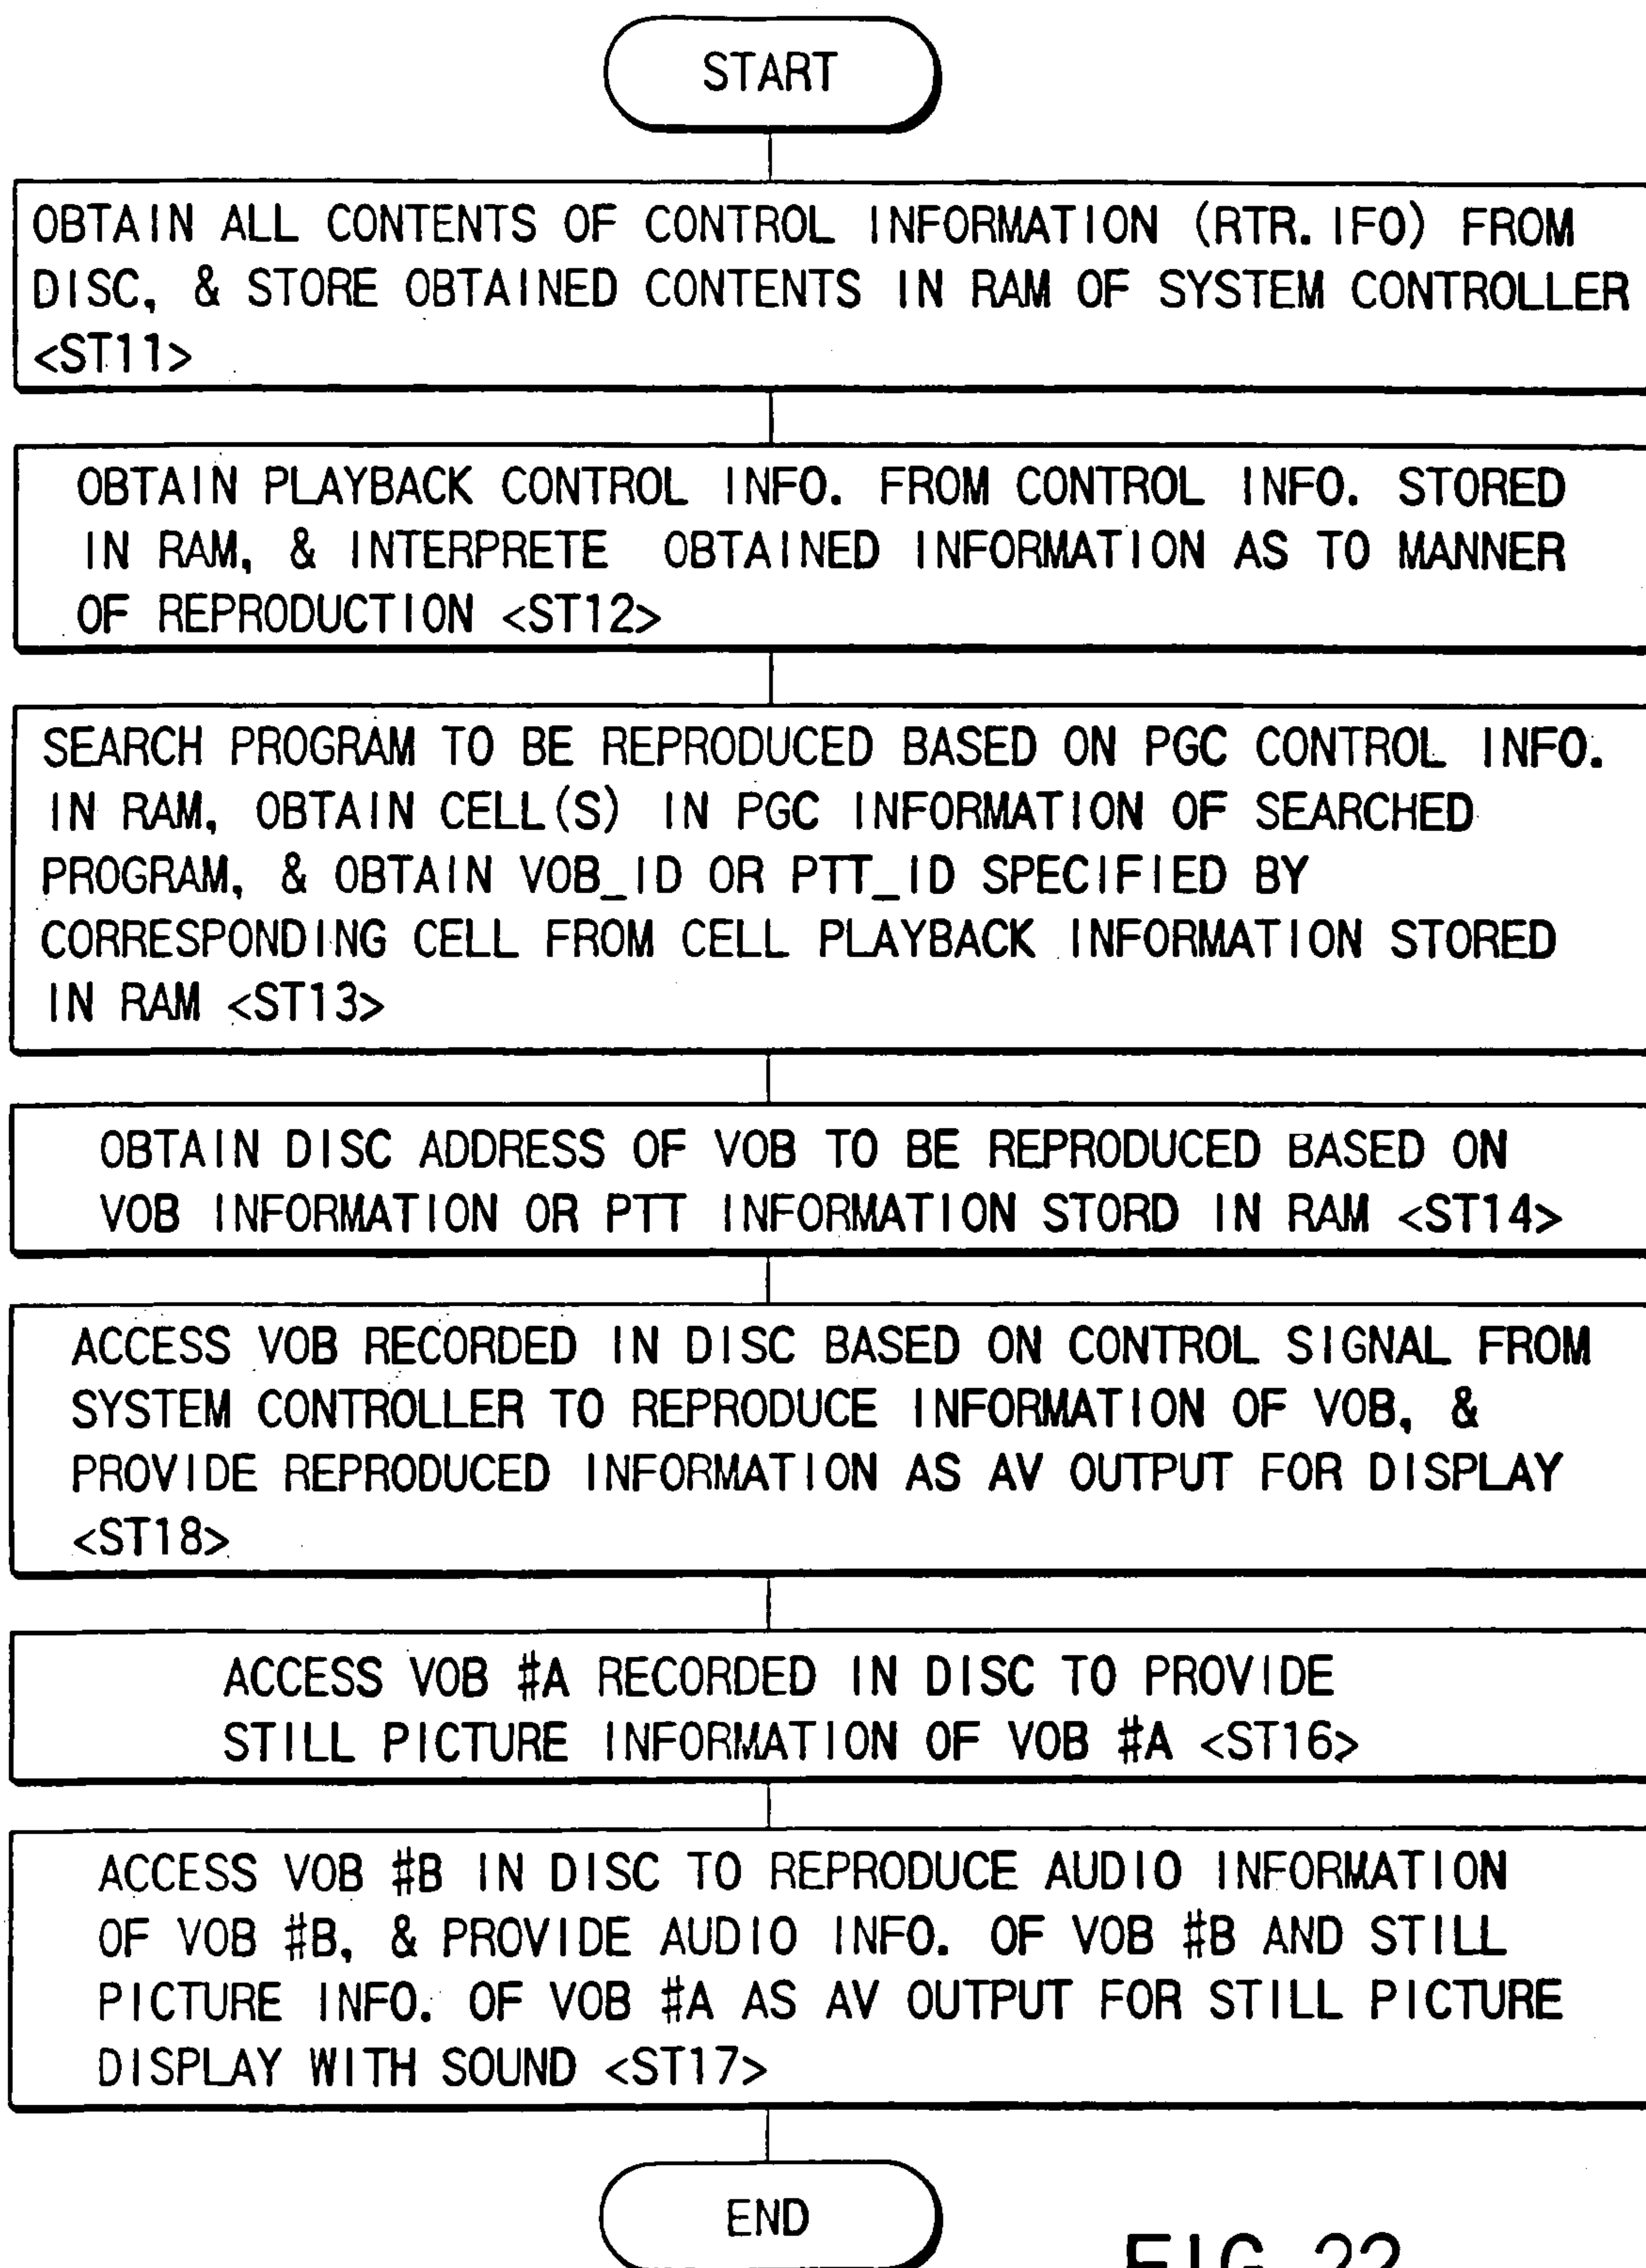 START
OBTAIN ALL CONTENTS OF CONTROL INFORMATION (RTR.IFO) FROM
DISC, & STORE OBTAINED CONTENTS IN RAM OF SYSTEM CONTROLLER
<ST11>
OBTAIN PLAYBACK CONTROL INFO. FROM CONTROL INFO. STORED
IN RAM, & INTERPRETE OBTAINED INFORMATION AS TO MANNER
OF REPRODUCTION <ST12>
SEARCH PROGRAM TO BE REPRODUCED BASED ON PGC CONTROL INFO.
IN RAM, OBTAIN CELL(S) IN PGC INFORMATION OF SEARCHED
PROGRAM, & OBTAIN VOB_ID OR PTT_ID SPECIFIED BY
CORRESPONDING CELL FROM CELL PLAYBACK INFORMATION STORED
IN RAM <ST13>
OBTAIN DISC ADDRESS OF VOB TO BE REPRODUCED BASED ON
VOB INFORMATION OR PTT INFORMATION STORD IN RAM <ST14>
ACCESS VOB RECORDED IN DISC BASED ON CONTROL SIGNAL FROM
SYSTEM CONTROLLER TO REPRODUCE INFORMATION OF VOB, &
PROVIDE REPRODUCED INFORMATION AS AV OUTPUT FOR DISPLAY
<ST18>
ACCESS VOB #A RECORDED IN DISC TO PROVIDE
STILL PICTURE INFORMATION OF VOB #A <ST16>
ACCESS VOB #B IN DISC TO REPRODUCE AUDIO INFORMATION
OF VOB #B, & PROVIDE AUDIO INFO. OF VOB #B AND STILL
PICTURE INFO. OF VOB #A AS AV OUTPUT FOR STILL PICTURE
DISPLAY WITH SOUND <ST17>
END
FIG. 22